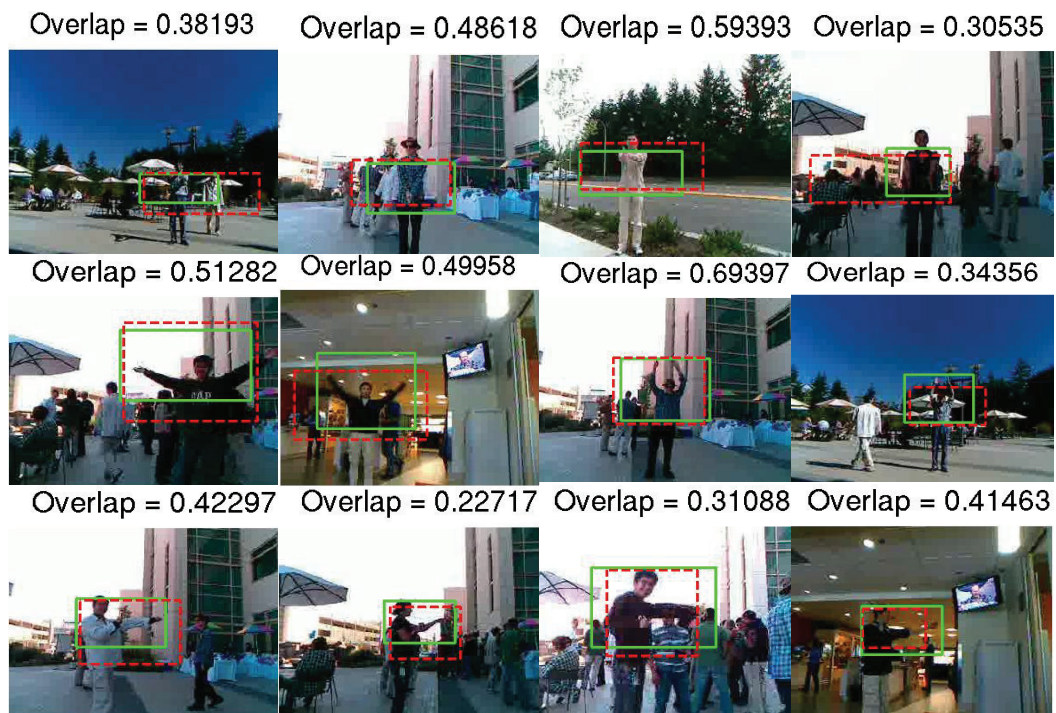 Overlap = 0.38193
Overlap = 0.48618
Overlap = 0.59393
Overlap = 0.30535
Overlap = 0.51282
Overlap = 0.49958
Overlap = 0.69397
Overlap = 0.34356
Overlap = 0.42297
Overlap = 0.22717
Overlap = 0.31088
Overlap = 0.41463